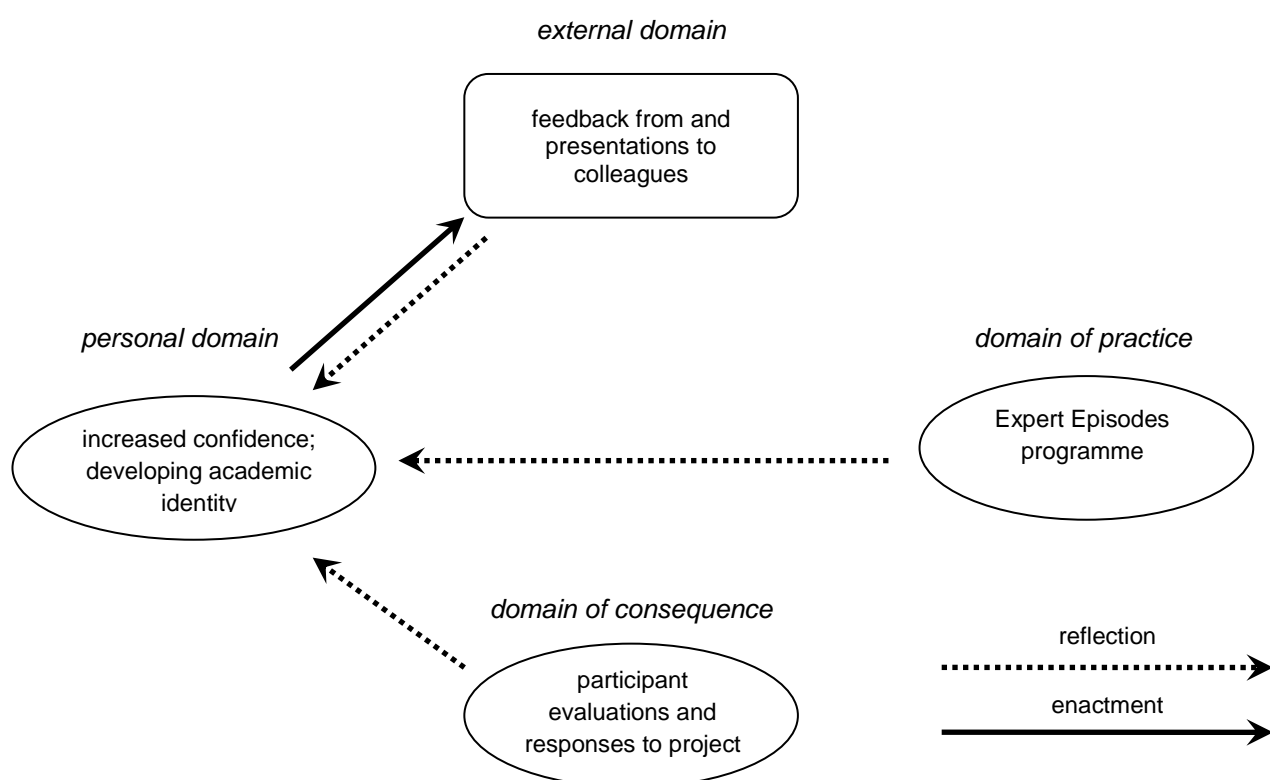 external domain
feedback from and
presentations to
colleagues
personal domain
increased confidence;
developing academic
identity
domain of practice
Expert Episodes
programme
domain of consequence
participant
evaluations and
responses to project
reflection
enactment